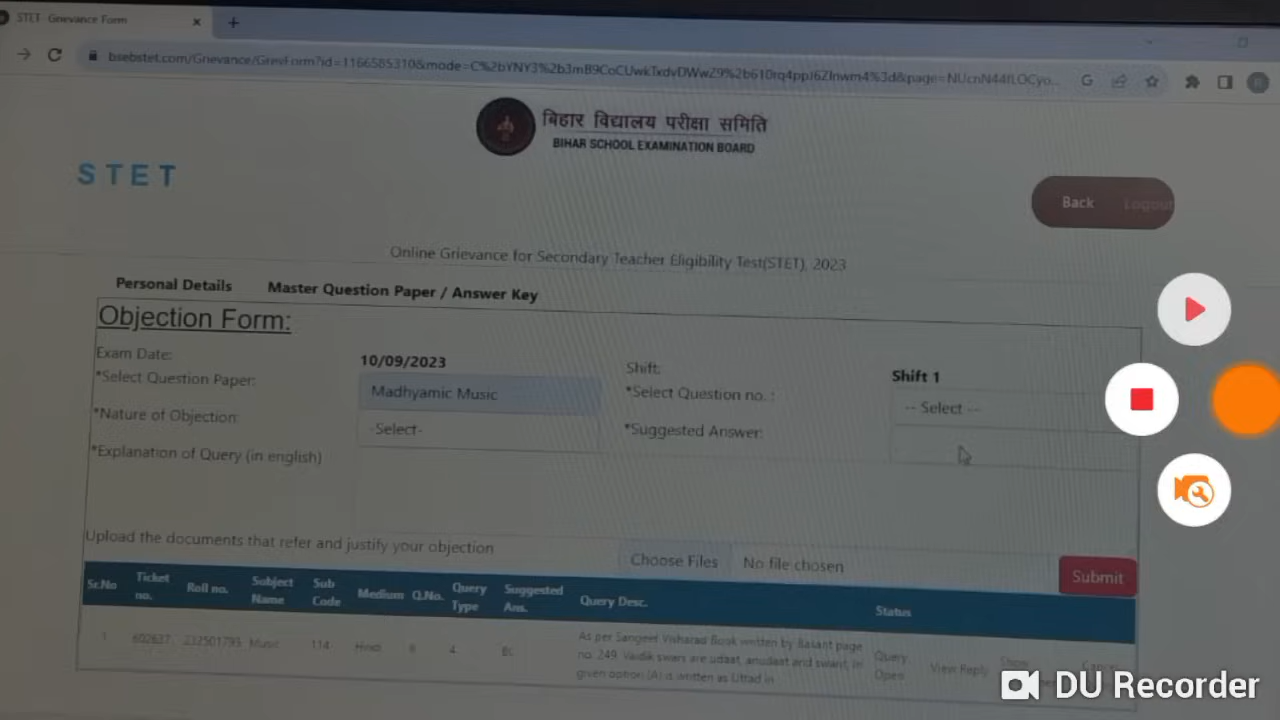 STET Grievance Form
bsebstet.com/Grievance/GrievForm?id=1166585310&mode=
बिहार विद्यालय परीक्षा समिति
BIHAR SCHOOL EXAMINATION BOARD
STET
Back Logout
Online Grievance for Secondary Teacher Eligibility Test(STET), 2023
Personal Details Master Question Paper / Answer Key
Objection Form:
Exam Date: 10/09/2023 Shift: Shift 1
*Select Question Paper: Madhyamic Music *Select Question no. : -- Select --
*Nature of Objection: -Select- *Suggested Answer:
*Explanation of Query (in english)
Upload the documents that refer and justify your objection Choose Files No file chosen
Submit
Sr.No Ticket no. Roll no. Subject Name Sub Code Medium Q.No. Query Type Suggested Ans. Query Desc. Status
1 Music 114 Hindi 4 As per Sangeet Visharad Book written by Basant page
no. 249. Vaidik swars are udaat, anudaat and swarit. In
given option (A) is written as Uttad in
Query Open View Reply
DU Recorder